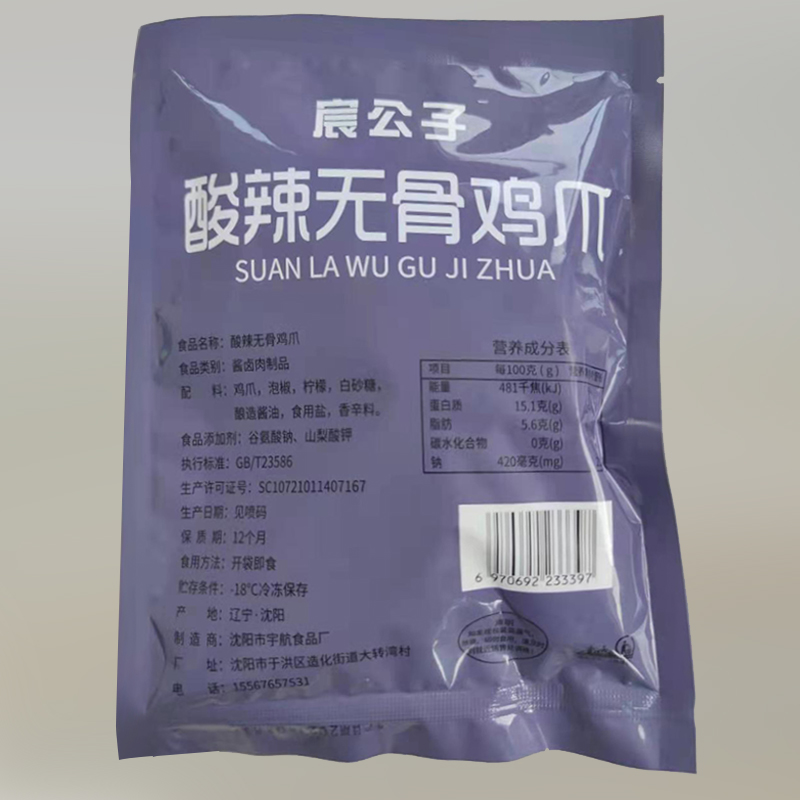 宸公子
酸辣无骨鸡爪
SUAN LA WU GU JI ZHUA
食品名称：酸辣无骨鸡爪
食品类别：酱卤肉制品
配 料：鸡爪，泡椒，柠檬，白砂糖，
酿造酱油，食用盐，香辛料。
食品添加剂：谷氨酸钠、山梨酸钾
执行标准：GB/T23586
生产许可证号：SC10721011407167
生产日期：见喷码
保 质 期：12个月
食用方法：开袋即食
贮存条件：-18℃冷冻保存
产 地：辽宁·沈阳
制 造 商：沈阳市宇航食品厂
厂 址：沈阳市于洪区造化街道大转湾村
电 话：15567657531
营养成分表
项目 每100克(g)
能量 481千焦(kJ)
蛋白质 15.1克(g)
脂肪 5.6克(g)
碳水化合物 0克(g)
钠 420毫克(mg)
6 970692 233397